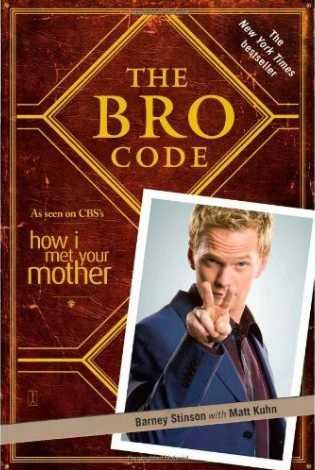 The
New York Times
bestseller
THE
BRO
CODE
As seen on CBS's
how i
met your
mother
Barney Stinson with Matt Kuhn